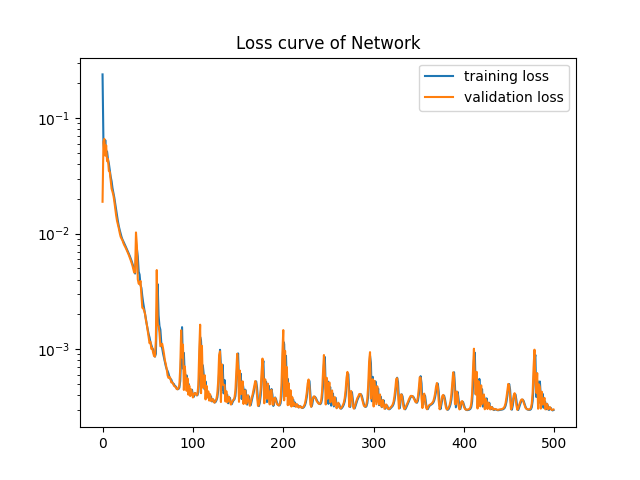 Loss curve of Network
training loss
validation loss
10⁻¹
10⁻²
10⁻³
0 100 200 300 400 500